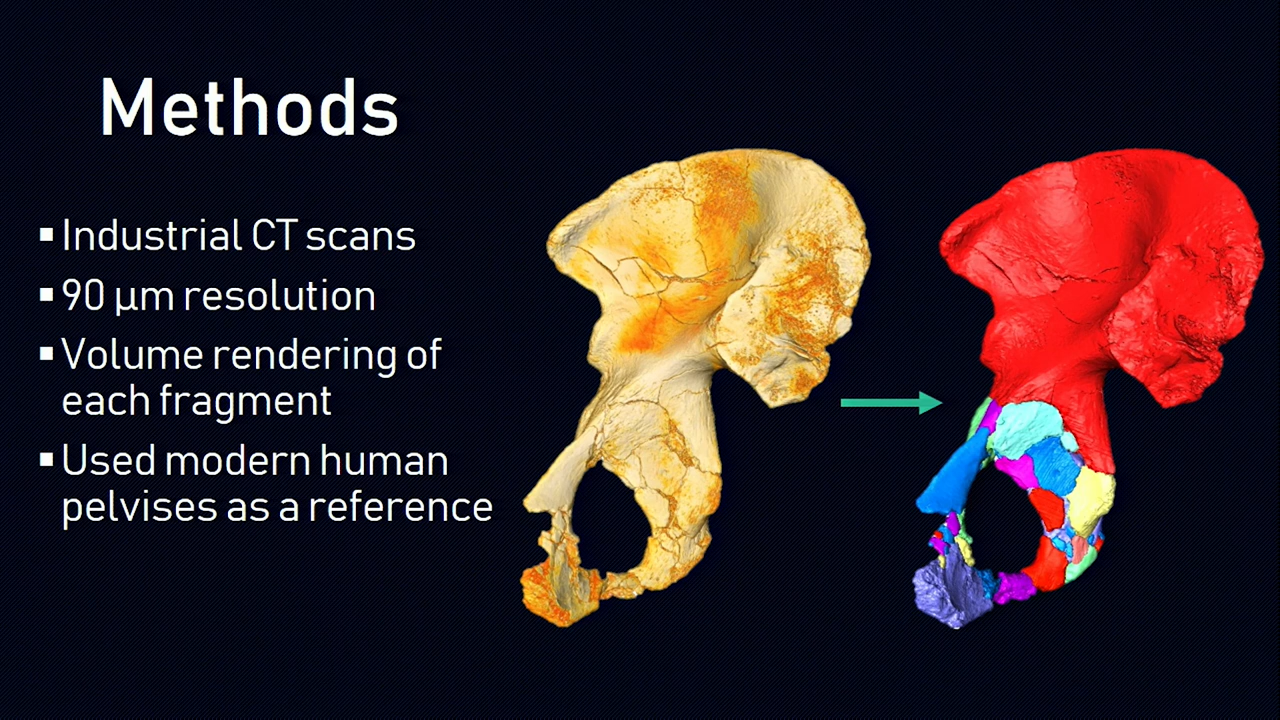 Methods
▪ Industrial CT scans
▪ 90 µm resolution
▪ Volume rendering of
each fragment
▪ Used modern human
pelvises as a reference